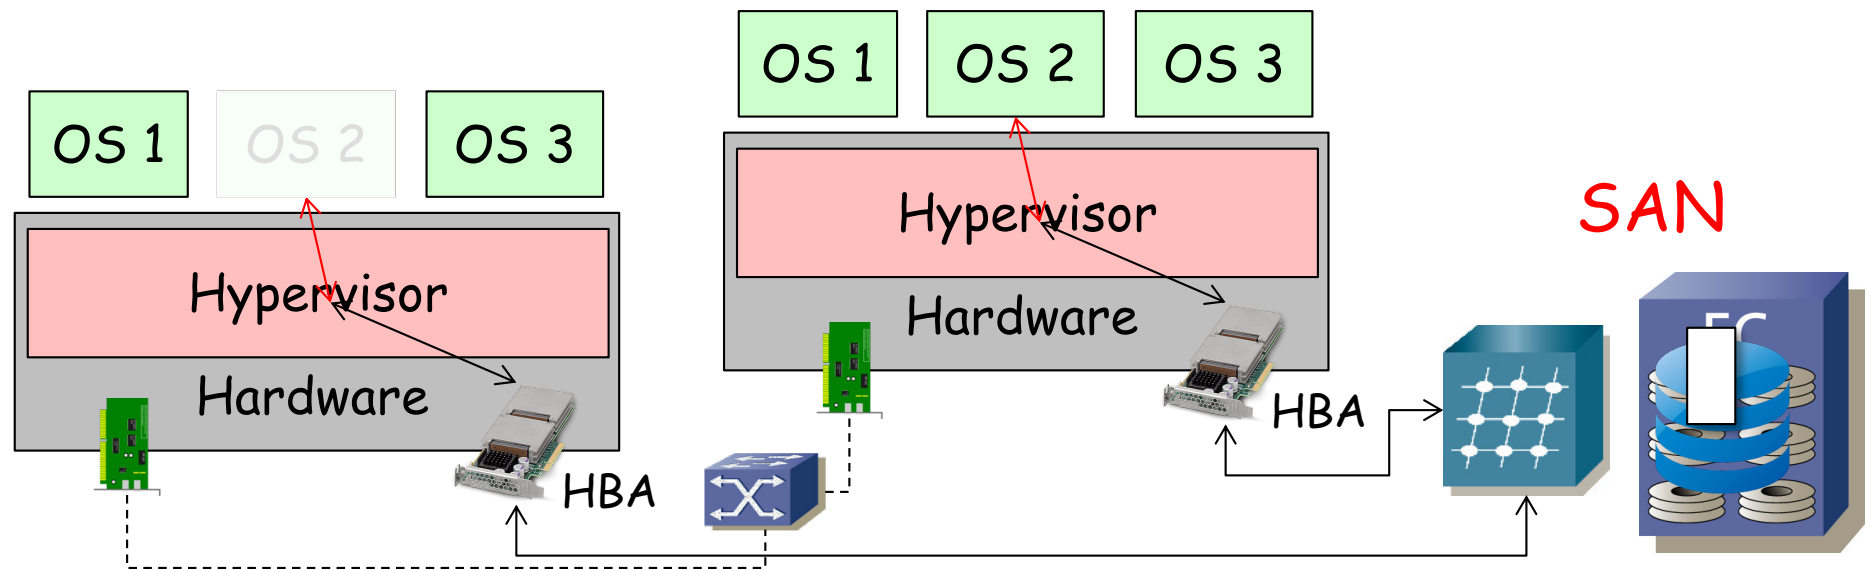 OS 1
OS 2
OS 3
Hypervisor
Hardware
HBA
OS 1
OS 2
OS 3
Hypervisor
Hardware
HBA
SAN